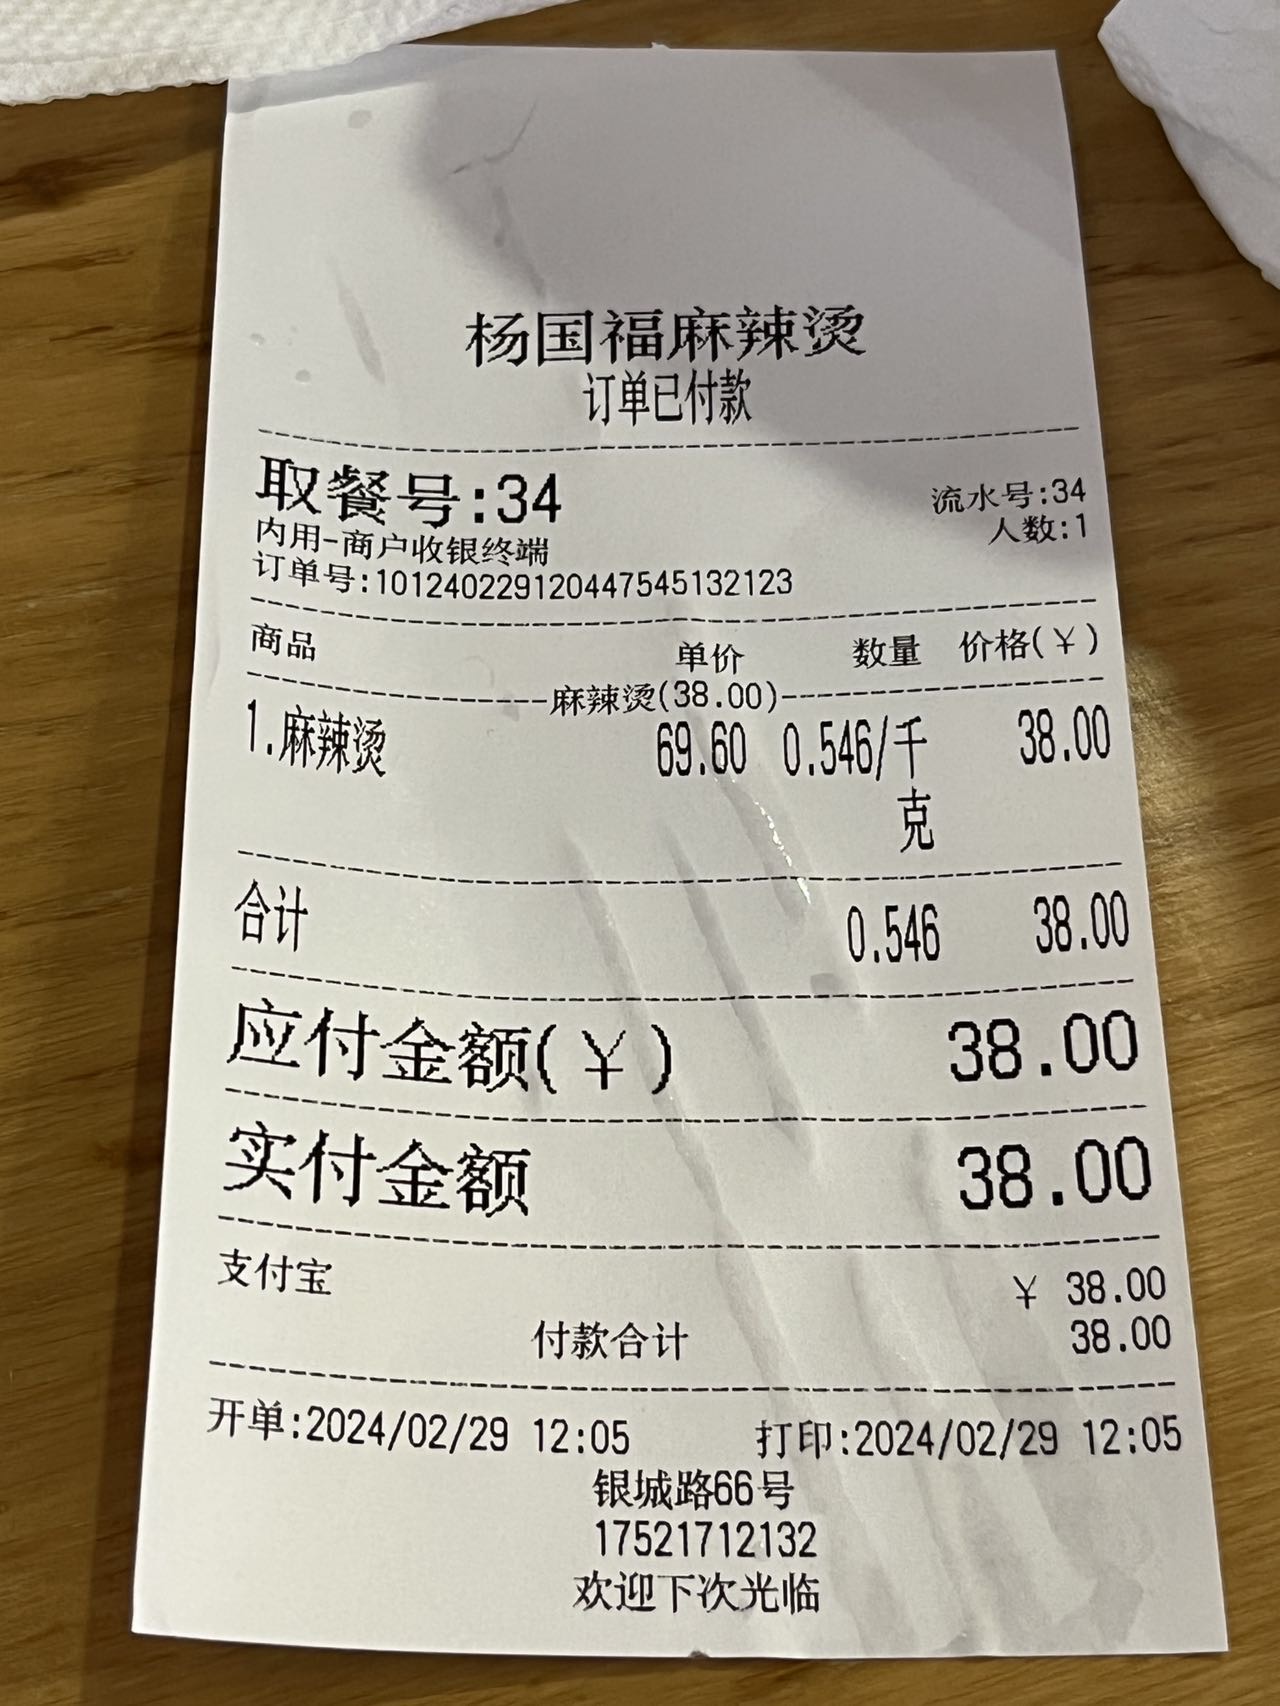 杨国福麻辣烫
订单已付款
取餐号:34
流水号:34
内用-商户收银终端
人数:1
订单号:101240229120447545132123
商品 单价 数量 价格(￥)
麻辣烫(38.00)
1.麻辣烫 69.60 0.546/千克 38.00
合计 0.546 38.00
应付金额(￥) 38.00
实付金额 38.00
支付宝 ￥ 38.00
付款合计 38.00
开单:2024/02/29 12:05 打印:2024/02/29 12:05
银城路66号
17521712132
欢迎下次光临